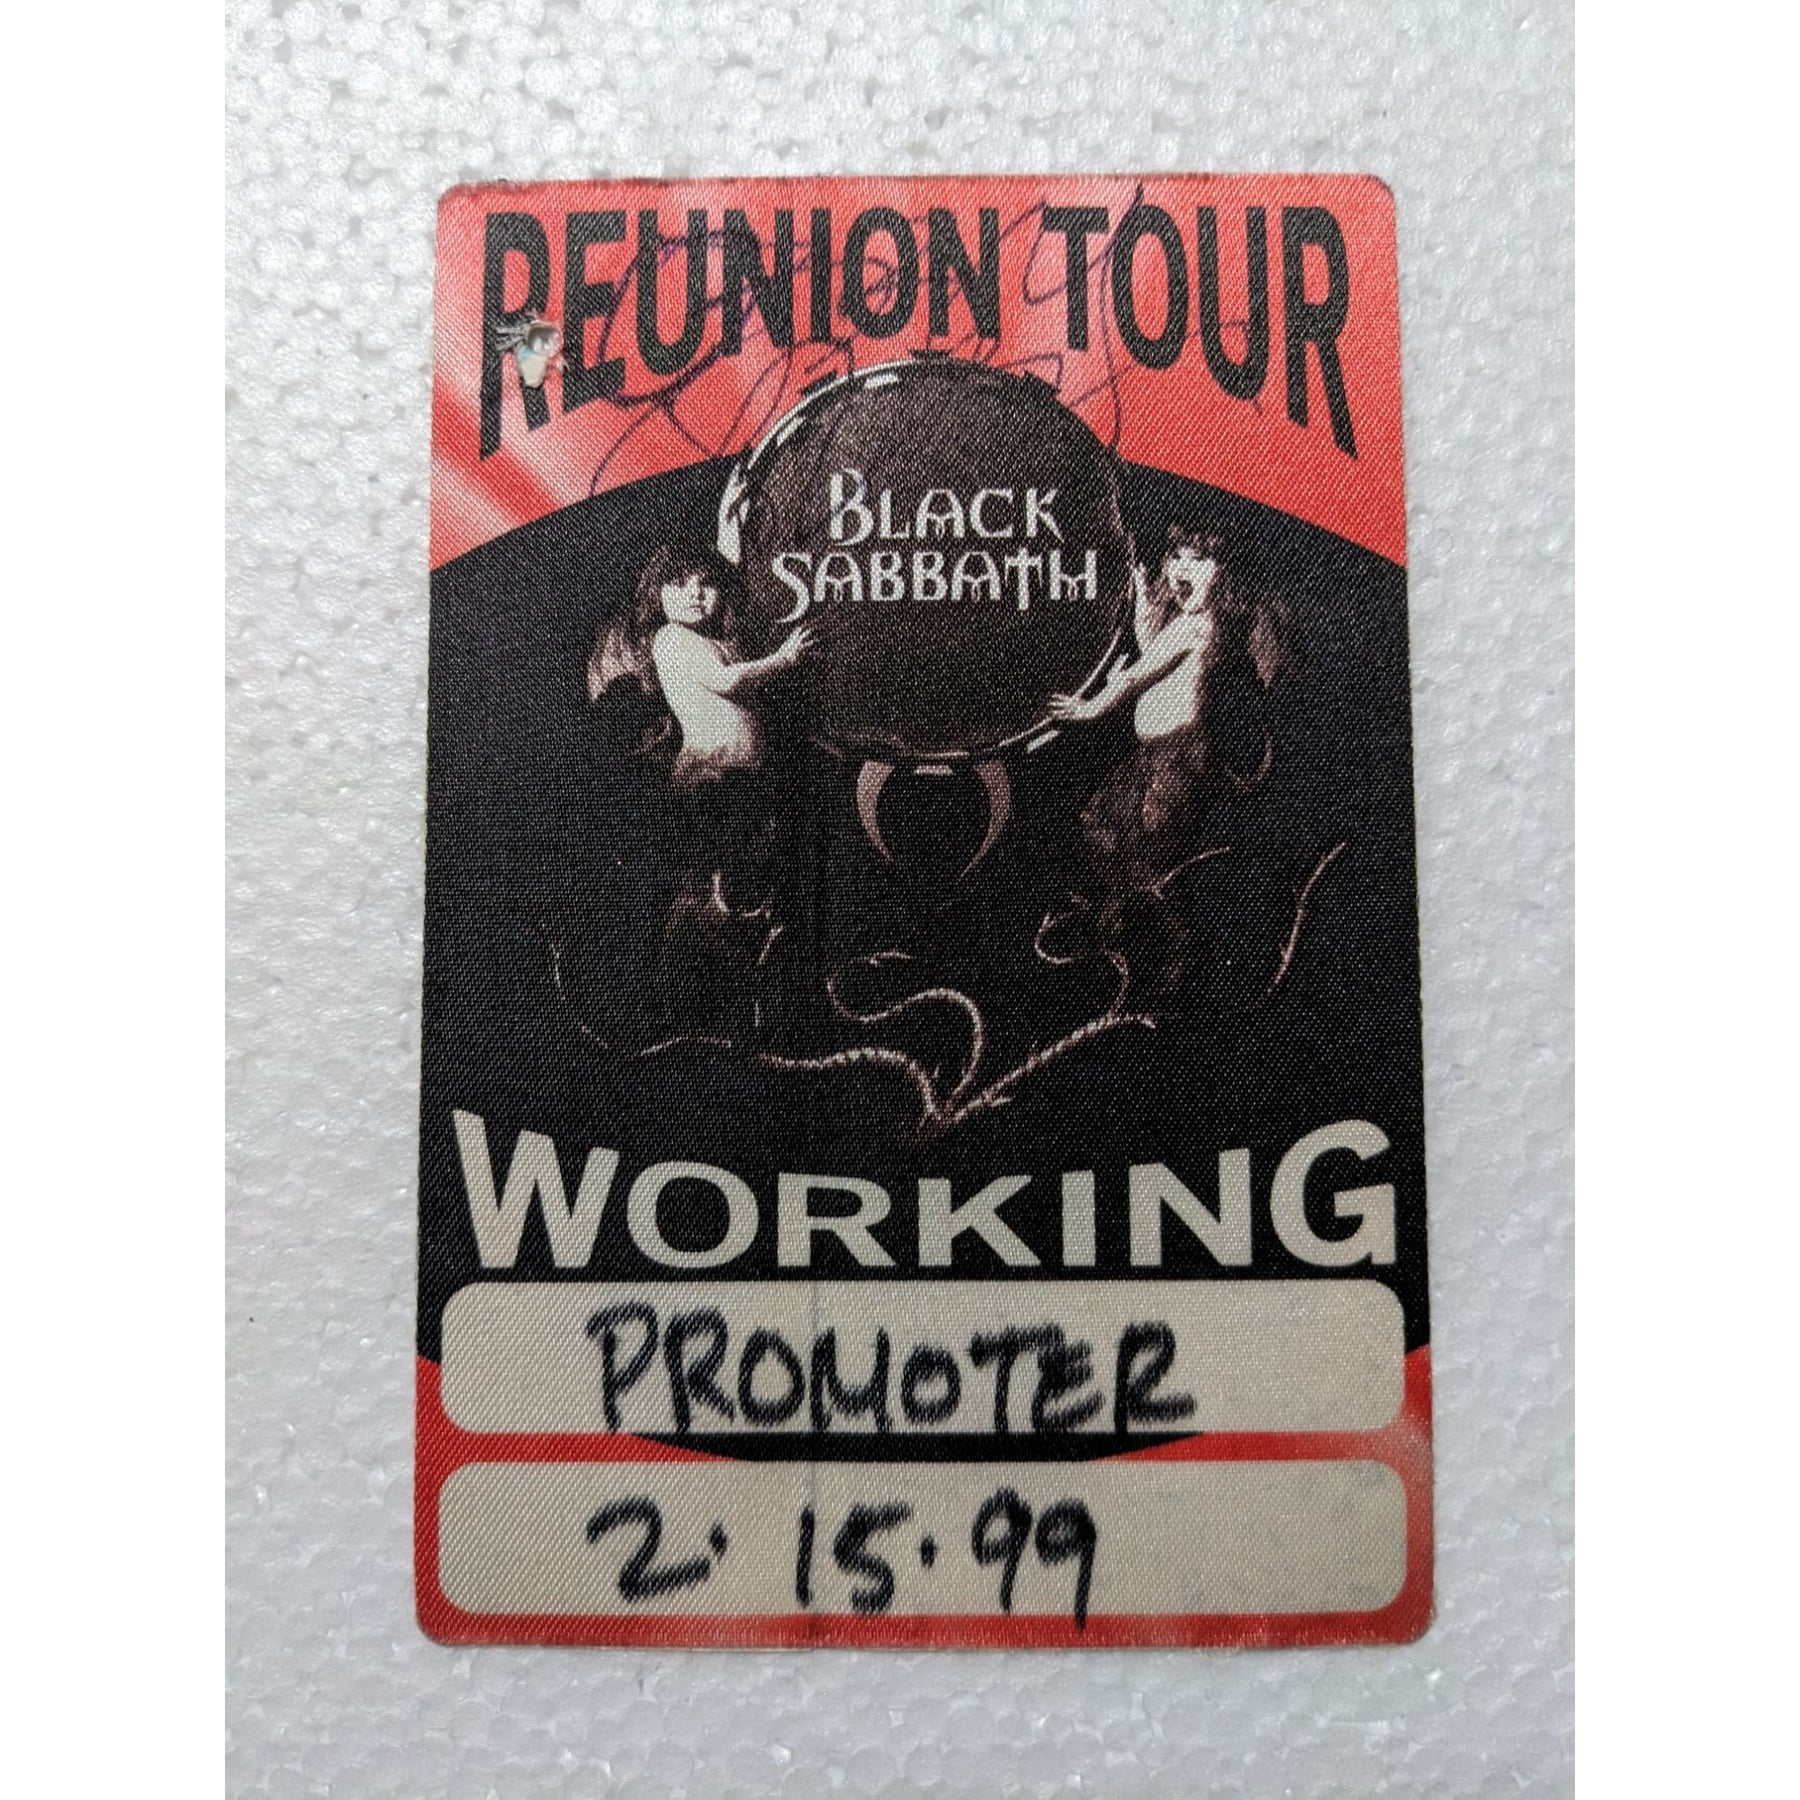 REUNION TOUR
BLACK
SABBATH
WORKING
PROMOTER
2.15.99